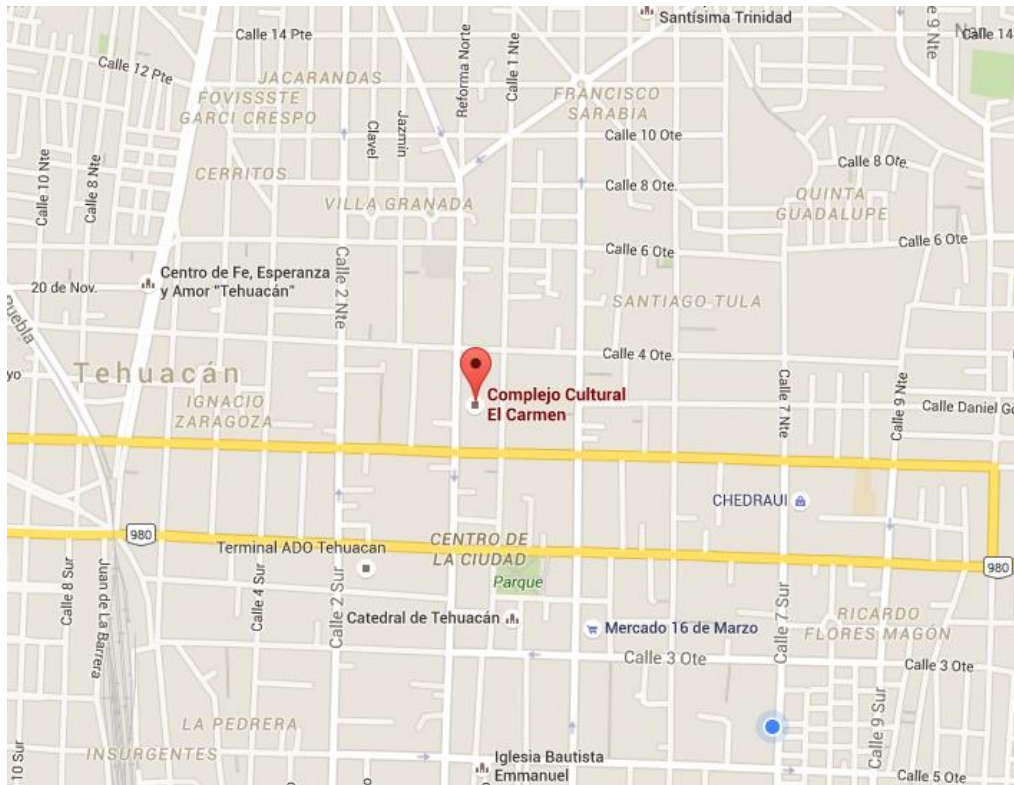 Santísima Trinidad
Calle 14 Pte
Calle 9 Nte
Calle 14
Calle 12 Pte
JACARANDAS
Reforma Norte
Calle 1 Nte
FOVISSSTE
GARCI CRESPO
FRANCISCO
SARABIA
Clavel
Jazmin
Calle 10 Ote
Calle 10 Nte
Calle 8 Nte
CERRITOS
Calle 8 Ote.
Calle 8 Ote.
VILLA GRANADA
QUINTA
GUADALUPE
Calle 6 Ote
Calle 6 Ote
Calle 2 Nte
Centro de Fe, Esperanza
y Amor "Tehuacán"
20 de Nov.
SANTIAGO TULA
Puebla
Calle 4 Ote.
Tehuacán
yo
IGNACIO
ZARAGOZA
Complejo Cultural
El Carmen
Calle 7 Nte
Calle 9 Nte
Calle Daniel Go
CHEDRAUI
980
CENTRO DE
LA CIUDAD
Terminal ADO Tehuacan
980
Parque
Calle 8 Sur
Juan de La Barrera
Calle 4 Sur
Calle 2 Sur
Catedral de Tehuacán
Mercado 16 de Marzo
Calle 7 Sur
RICARDO
FLORES MAGÓN
Calle 3 Ote
Calle 3 Ote
Calle 9 Sur
LA PEDRERA
INSURGENTES
10 Sur
Iglesia Bautista
Emmanuel
Calle 5 Ote